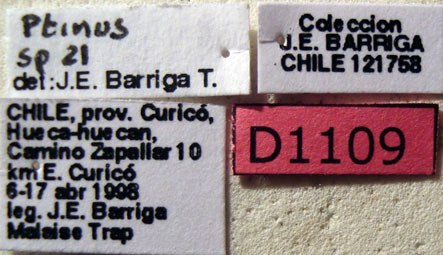 Ptinus
sp 21
det:J.E. Barriga T.
Coleccion
J.E. BARRIGA
CHILE 121758
CHILE, prov. Curicó,
Hueca-huecan,
Camino Zapallar 10
km E. Curicó
6-17 abr 1998
leg. J.E. Barriga
Malaise Trap
D1109